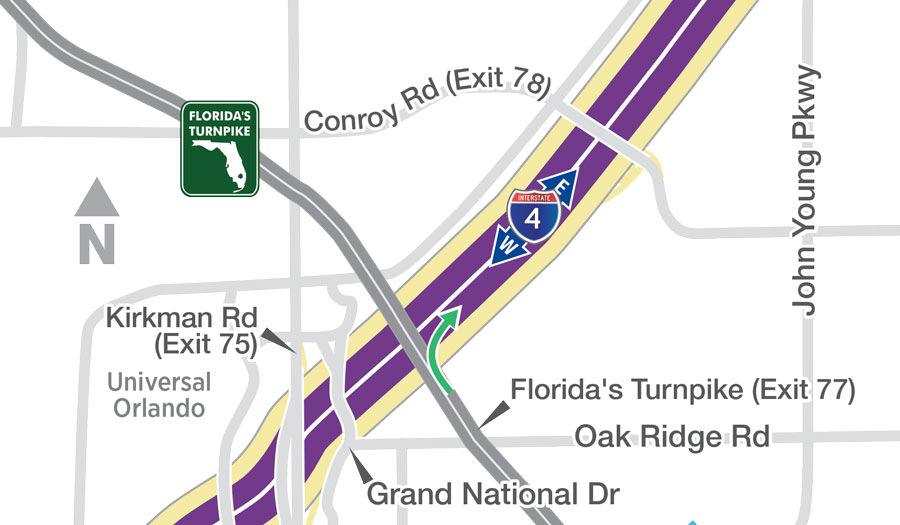 Conroy Rd (Exit 78)
FLORIDA'S
TURNPIKE
John Young Pkwy
E
INTERSTATE
4
W
N
Kirkman Rd
(Exit 75)
Universal
Orlando
Florida's Turnpike (Exit 77)
Oak Ridge Rd
Grand National Dr